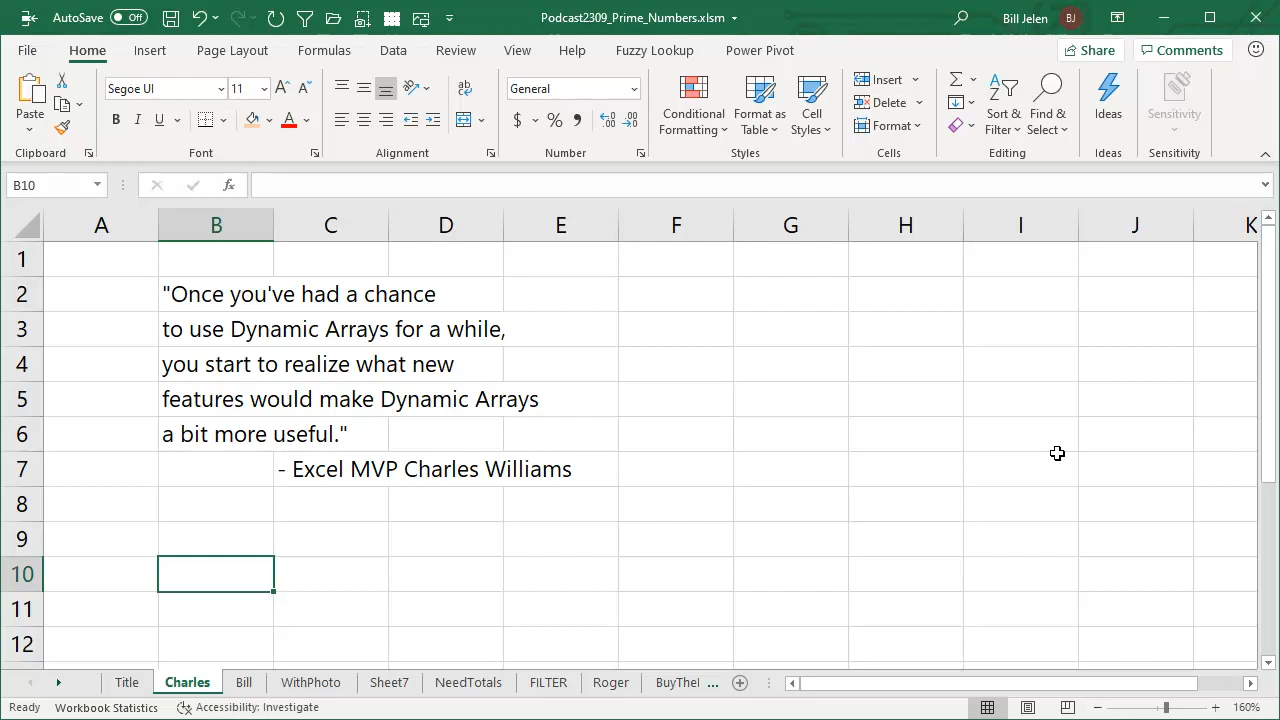 AutoSave Off Podcast2309_Prime_Numbers.xlsm Bill Jelen BJ
File Home Insert Page Layout Formulas Data Review View Help Fuzzy Lookup Power Pivot Share Comments
Paste Segoe UI 11 General Conditional Formatting Format as Table Cell Styles Insert Delete Format Sort & Filter Find & Select Ideas Sensitivity
Clipboard Font Alignment Number Styles Cells Editing Ideas Sensitivity
B10 fx
A B C D E F G H I J K
1
2 "Once you've had a chance
3 to use Dynamic Arrays for a while,
4 you start to realize what new
5 features would make Dynamic Arrays
6 a bit more useful."
7 - Excel MVP Charles Williams
8
9
10
11
12
Title Charles Bill WithPhoto Sheet7 NeedTotals FILTER Roger BuyTheI ...
Ready Workbook Statistics Accessibility: Investigate 160%